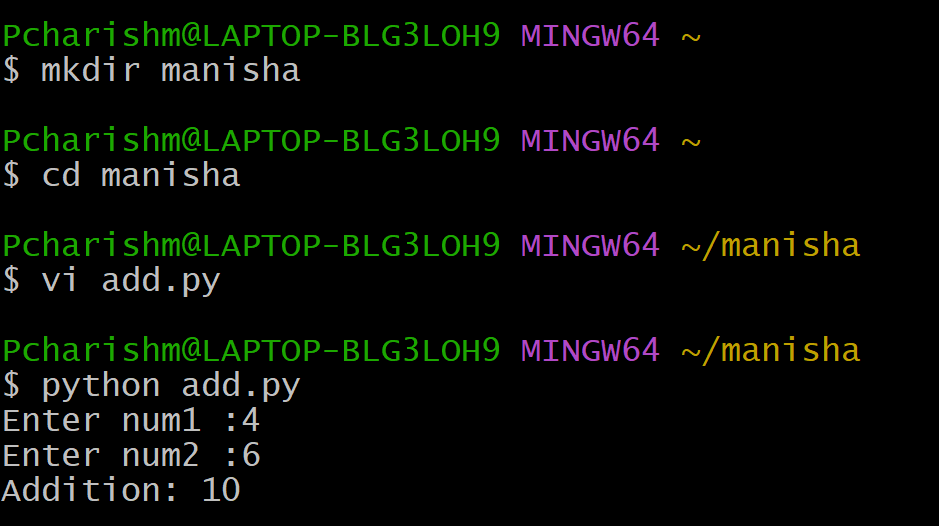 Pcharishm@LAPTOP-BLG3LOH9 MINGW64 ~
$ mkdir manisha
Pcharishm@LAPTOP-BLG3LOH9 MINGW64 ~
$ cd manisha
Pcharishm@LAPTOP-BLG3LOH9 MINGW64 ~/manisha
$ vi add.py
Pcharishm@LAPTOP-BLG3LOH9 MINGW64 ~/manisha
$ python add.py
Enter num1 :4
Enter num2 :6
Addition: 10